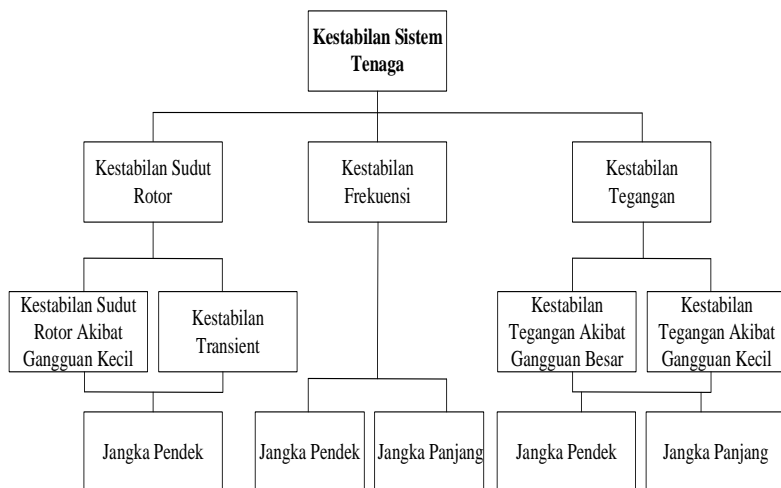 Kestabilan Sistem
Tenaga
Kestabilan Sudut
Rotor
Kestabilan
Frekuensi
Kestabilan
Tegangan
Kestabilan Sudut
Rotor Akibat
Gangguan Kecil
Kestabilan
Transient
Kestabilan
Tegangan Akibat
Gangguan Besar
Kestabilan
Tegangan Akibat
Gangguan Kecil
Jangka Pendek
Jangka Pendek
Jangka Panjang
Jangka Pendek
Jangka Panjang